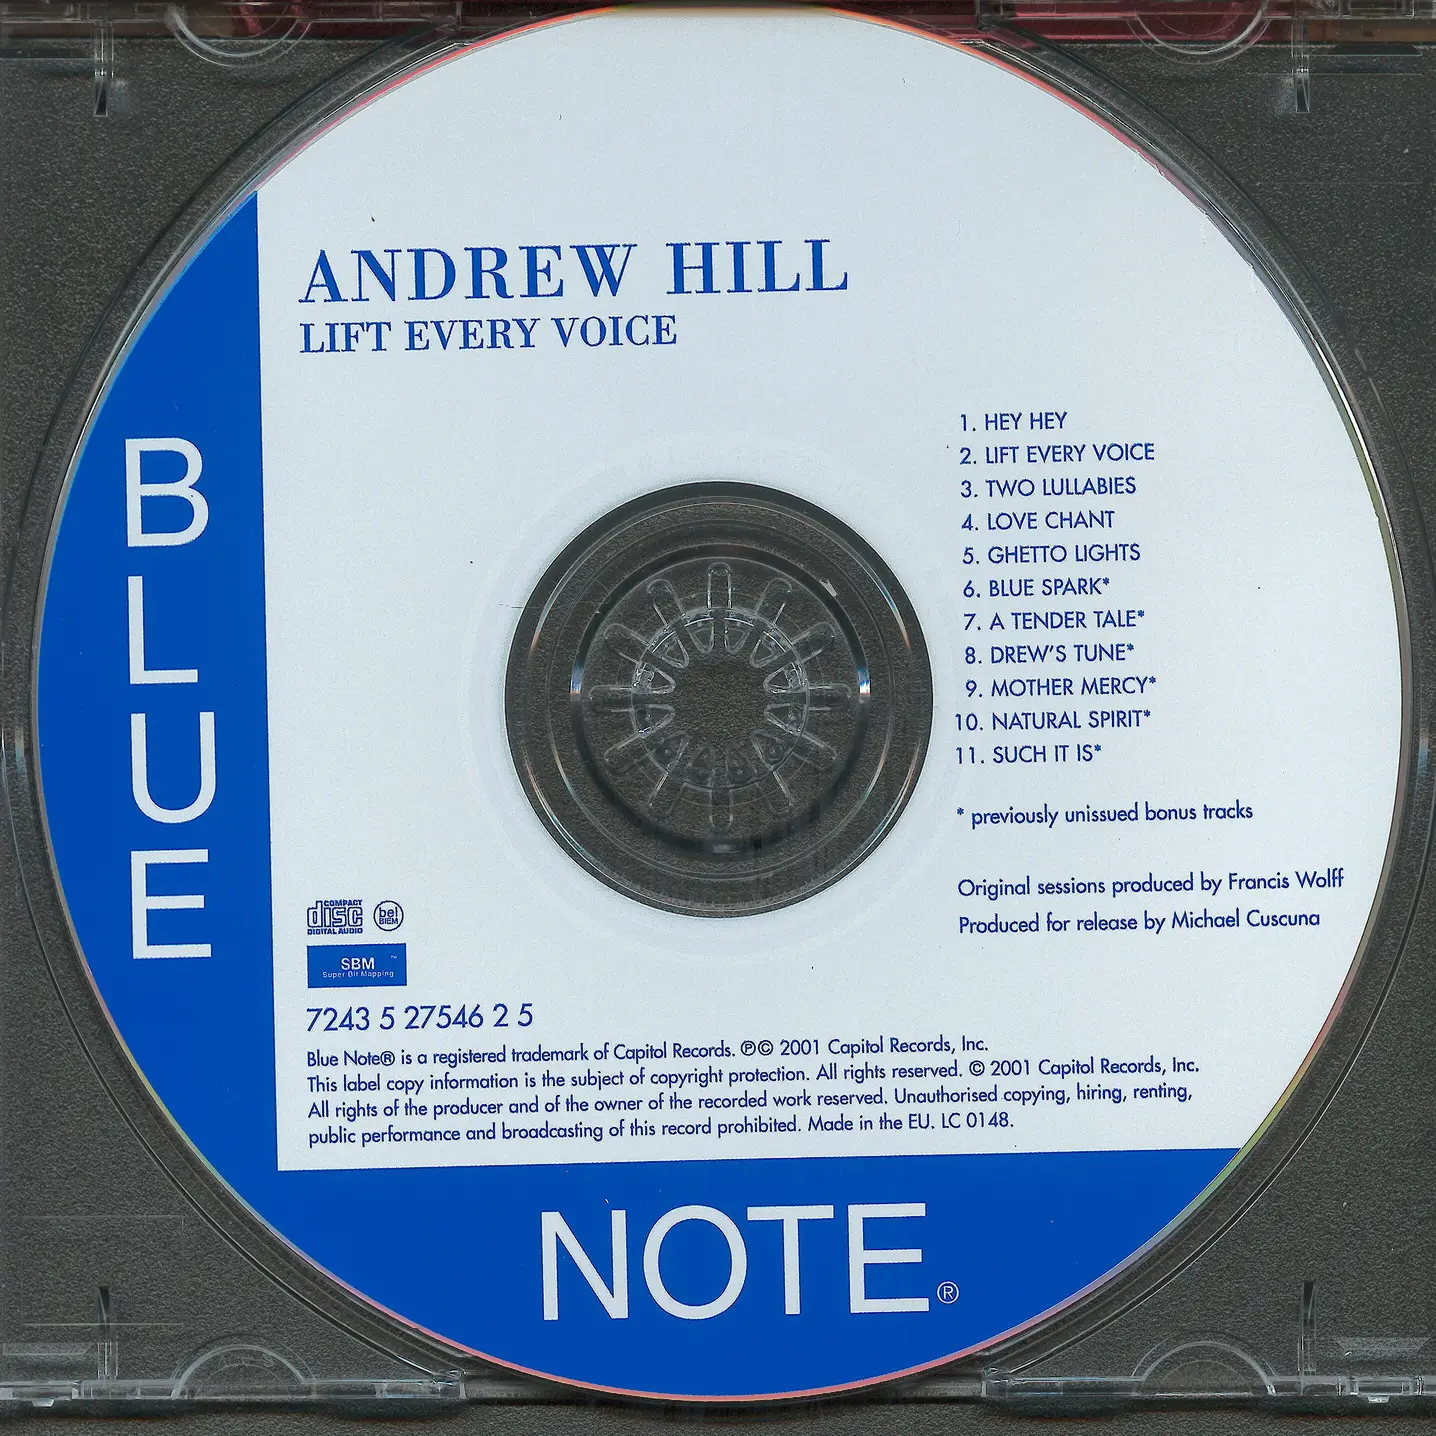 ANDREW HILL
LIFT EVERY VOICE
1. HEY HEY
2. LIFT EVERY VOICE
3. TWO LULLABIES
4. LOVE CHANT
5. GHETTO LIGHTS
6. BLUE SPARK*
7. A TENDER TALE*
8. DREW'S TUNE*
9. MOTHER MERCY*
10. NATURAL SPIRIT*
11. SUCH IT IS*
* previously unissued bonus tracks
Original sessions produced by Francis Wolff
Produced for release by Michael Cuscuna
BLUE
COMPACT
disc
DIGITAL AUDIO
bel
BIEM
SBM ™
Super Bit Mapping
7243 5 27546 2 5
Blue Note® is a registered trademark of Capitol Records. ℗© 2001 Capitol Records, Inc.
This label copy information is the subject of copyright protection. All rights reserved. © 2001 Capitol Records, Inc.
All rights of the producer and of the owner of the recorded work reserved. Unauthorised copying, hiring, renting,
public performance and broadcasting of this record prohibited. Made in the EU. LC 0148.
NOTE®